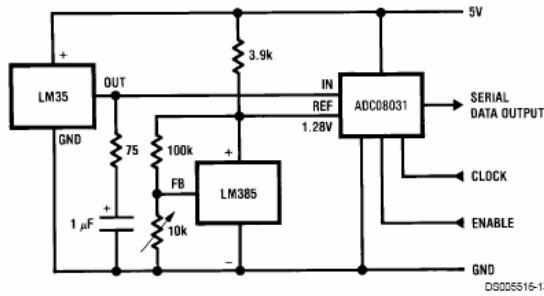 5V
+
3.9k
OUT
IN
LM35
ADC08031
SERIAL
DATA OUTPUT
REF
1.28V
GND
75
100k
+
FB
LM385
CLOCK
+
1 µF
10k
ENABLE
−
GND